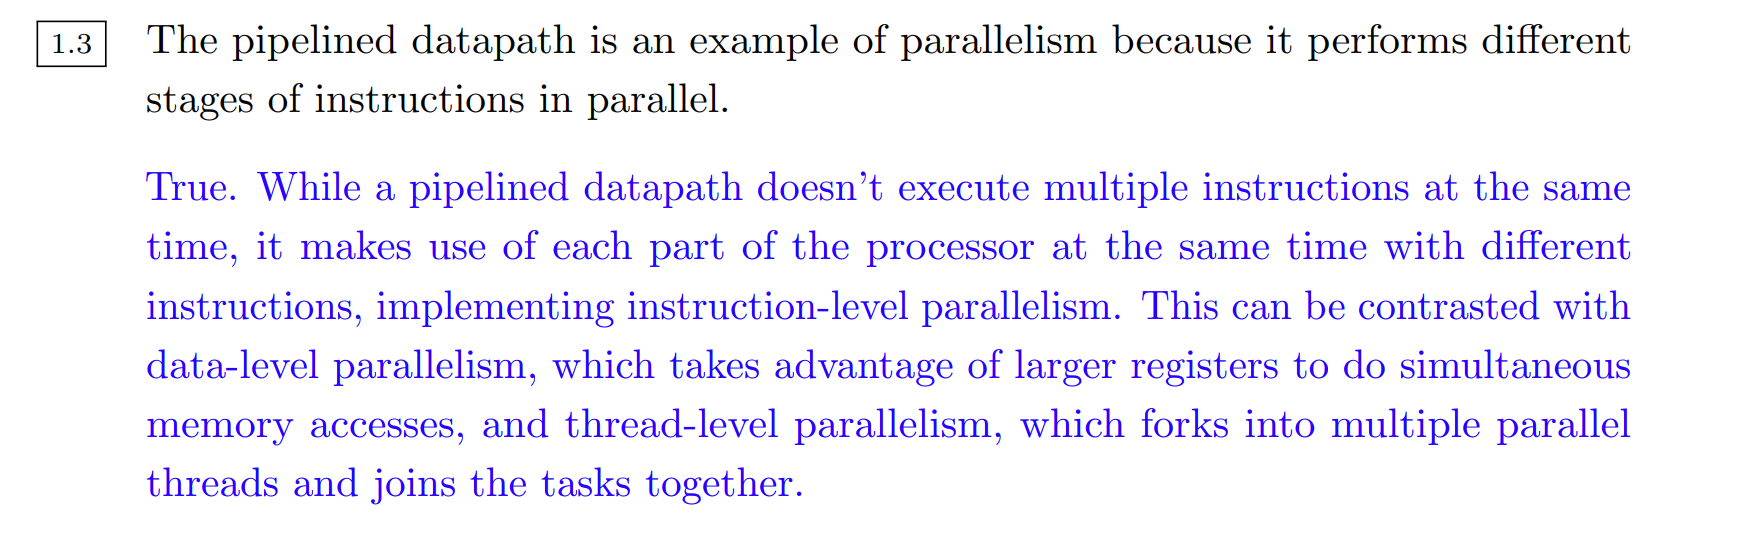 1.3 The pipelined datapath is an example of parallelism because it performs different
stages of instructions in parallel.
True. While a pipelined datapath doesn't execute multiple instructions at the same
time, it makes use of each part of the processor at the same time with different
instructions, implementing instruction-level parallelism. This can be contrasted with
data-level parallelism, which takes advantage of larger registers to do simultaneous
memory accesses, and thread-level parallelism, which forks into multiple parallel
threads and joins the tasks together.